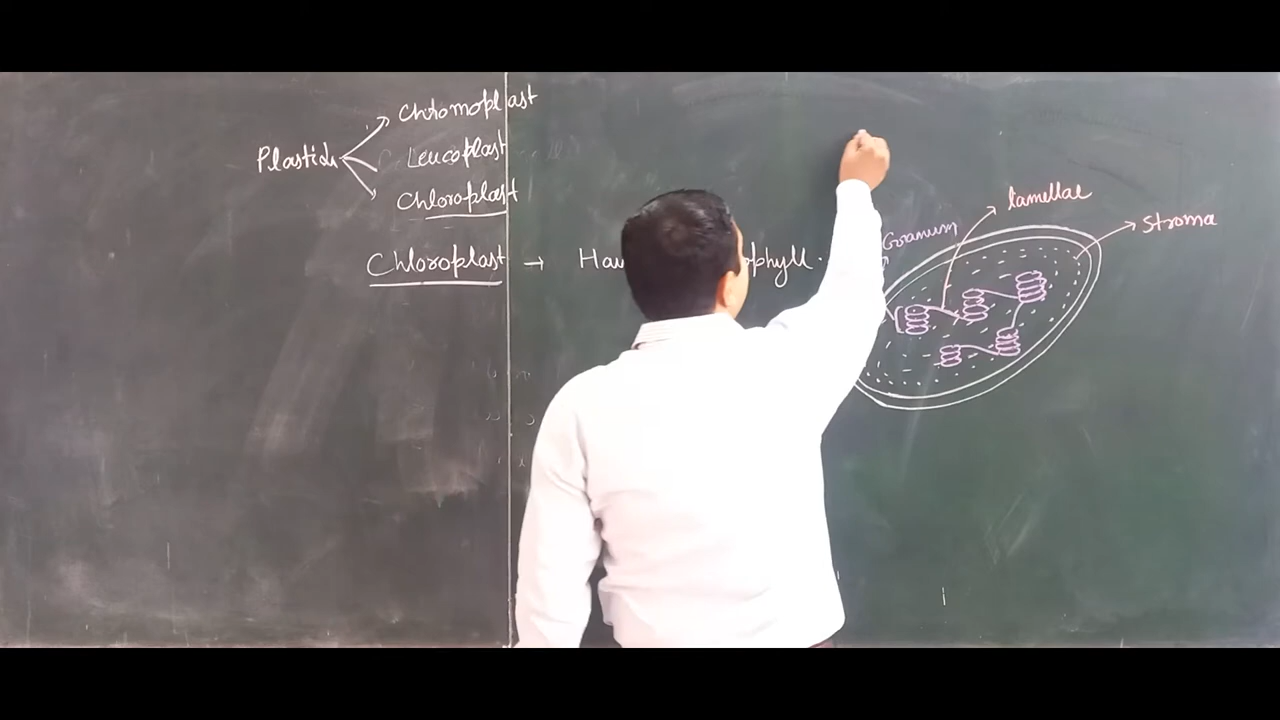 Chromoplast
Plastids
Leucoplast
Chloroplast
Chloroplast →
lamellae
Stroma
Granum